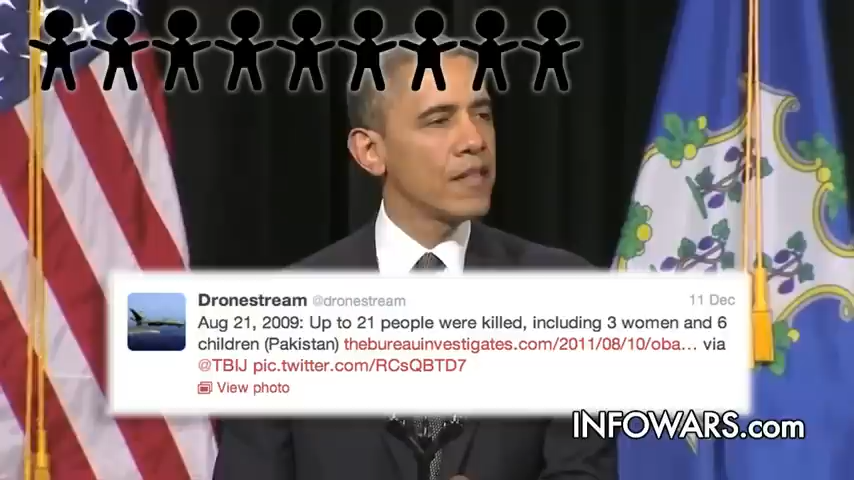 Dronestream @dronestream 11 Dec
Aug 21, 2009: Up to 21 people were killed, including 3 women and 6
children (Pakistan) thebureauinvestigates.com/2011/08/10/oba... via
@TBIJ pic.twitter.com/RCsQBTD7
View photo
INFOWARS.com